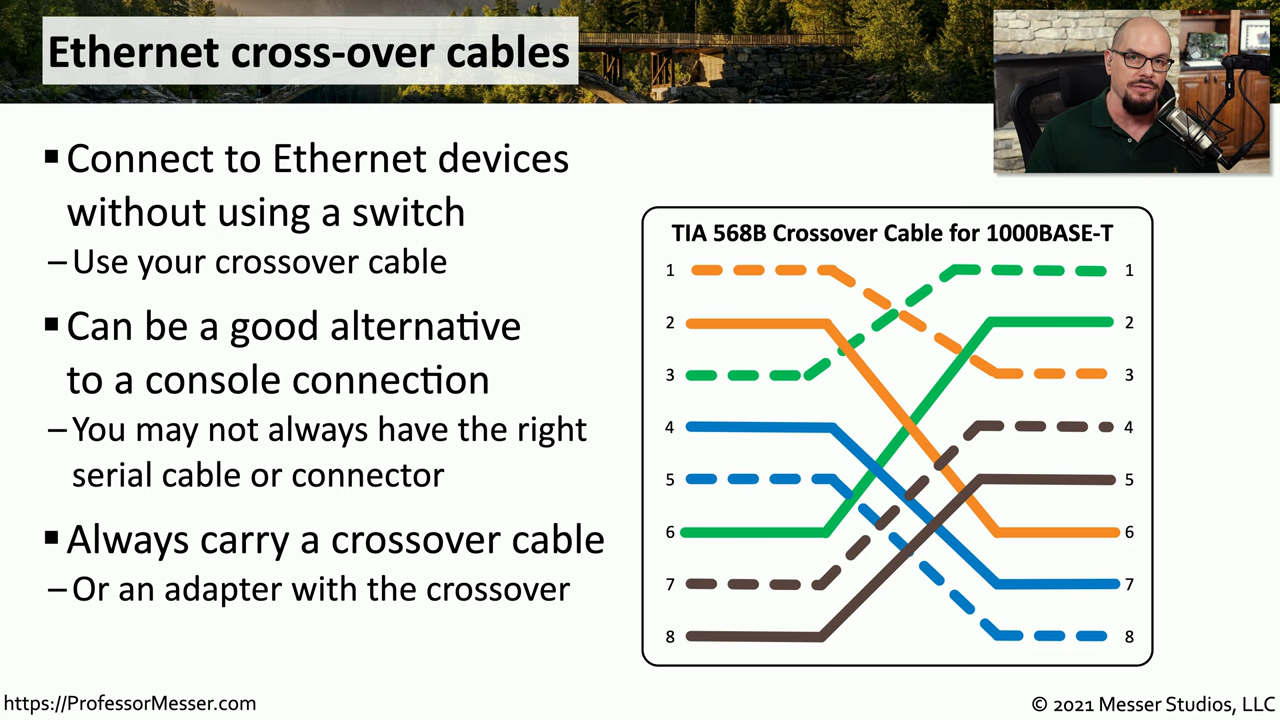 Ethernet cross-over cables
▪ Connect to Ethernet devices
without using a switch
– Use your crossover cable
▪ Can be a good alternative
to a console connection
– You may not always have the right
serial cable or connector
▪ Always carry a crossover cable
– Or an adapter with the crossover
TIA 568B Crossover Cable for 1000BASE-T
1 1
2 2
3 3
4 4
5 5
6 6
7 7
8 8
https://ProfessorMesser.com
© 2021 Messer Studios, LLC